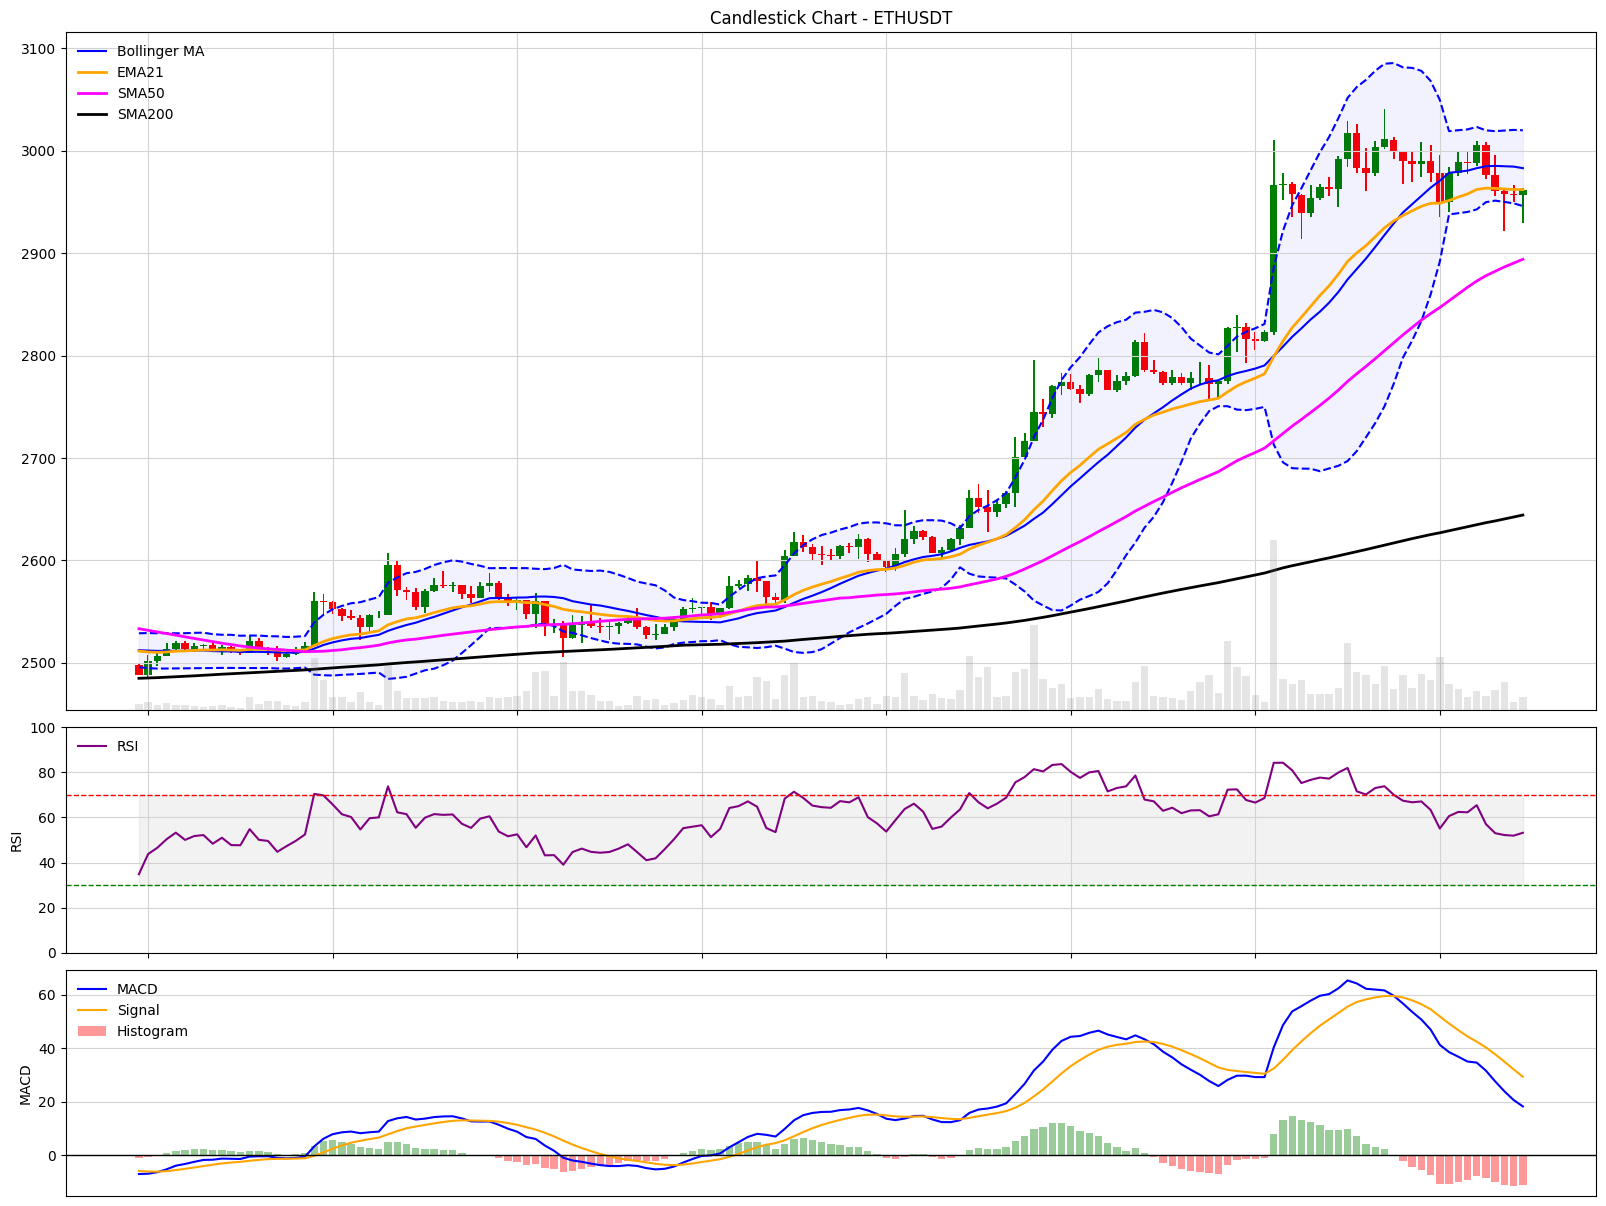 Candlestick Chart - ETHUSDT
Bollinger MA
EMA21
SMA50
SMA200
3100
3000
2900
2800
2700
2600
2500
RSI
100
80
60
40
20
0
RSI
MACD
Signal
Histogram
60
40
20
0
MACD